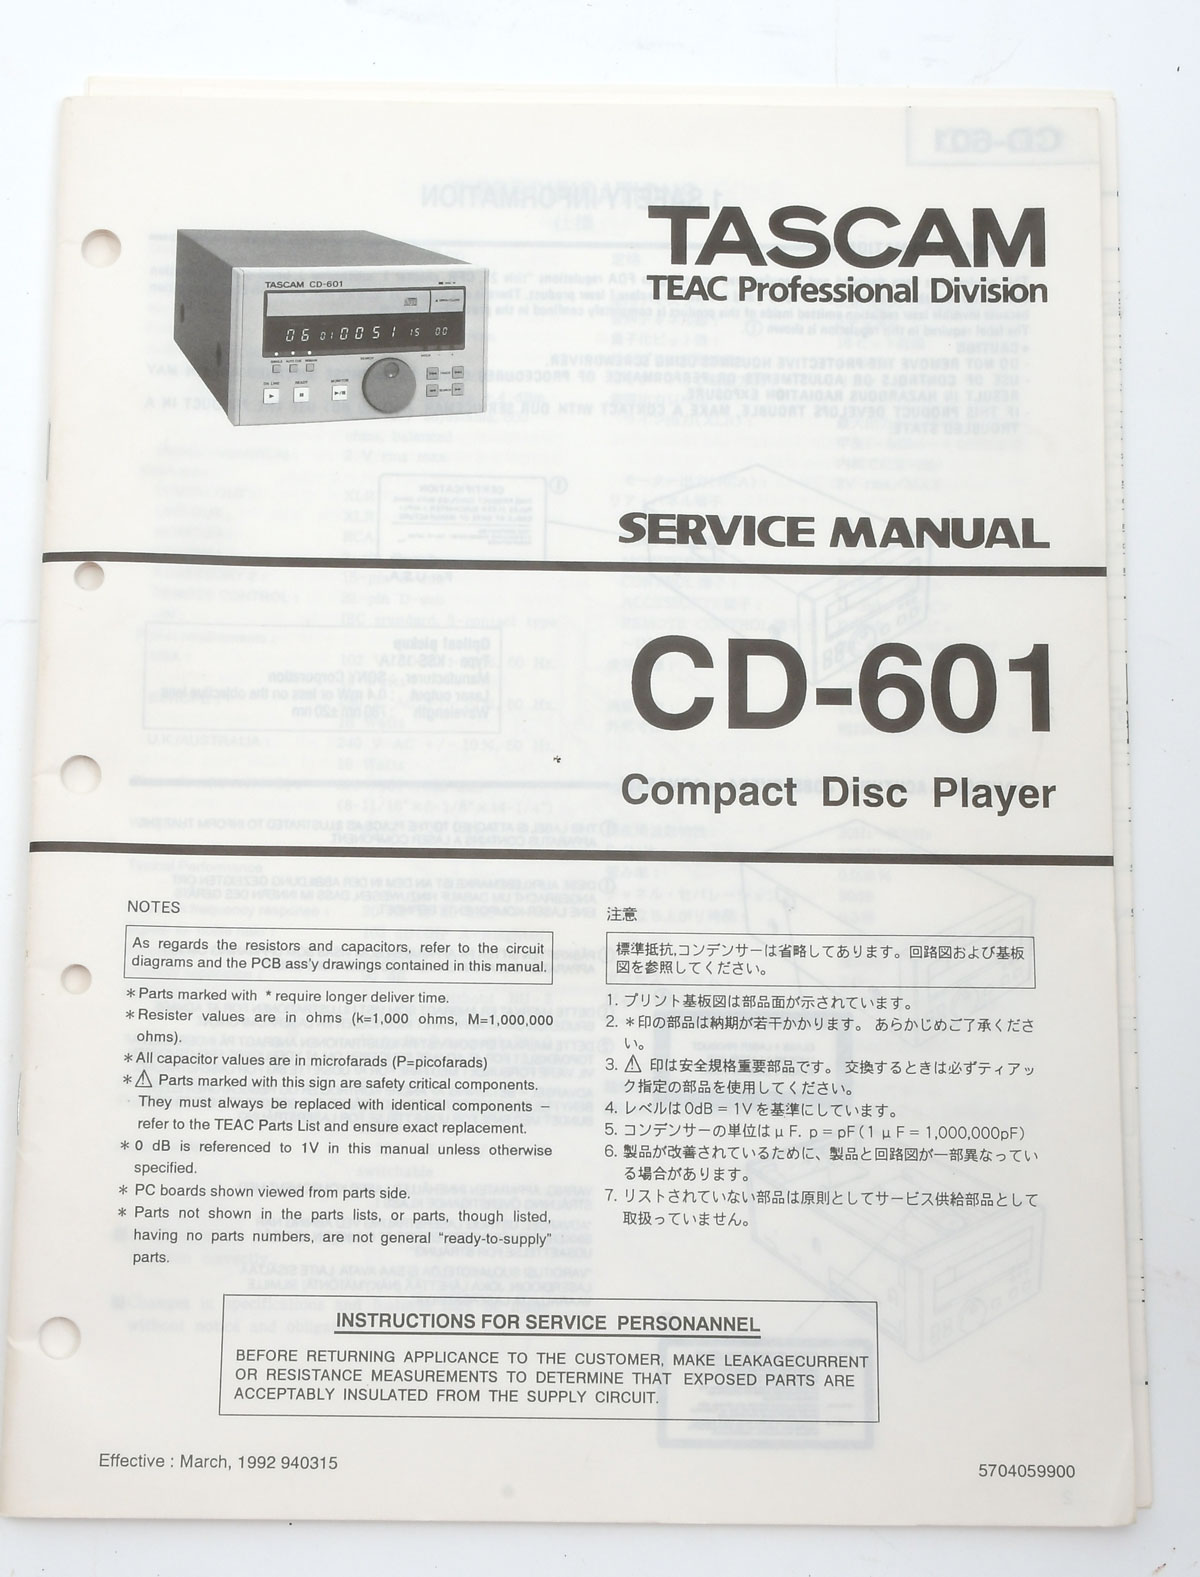 TASCAM
TEAC Professional Division
TASCAM CD-601
06 01 00 51 15 00
SERVICE MANUAL
CD-601
Compact Disc Player
NOTES
As regards the resistors and capacitors, refer to the circuit
diagrams and the PCB ass'y drawings contained in this manual.
＊Parts marked with * require longer deliver time.
＊Resister values are in ohms (k=1,000 ohms, M=1,000,000
ohms).
＊All capacitor values are in microfarads (P=picofarads)
＊⚠ Parts marked with this sign are safety critical components.
They must always be replaced with identical components –
refer to the TEAC Parts List and ensure exact replacement.
＊0 dB is referenced to 1V in this manual unless otherwise
specified.
＊ PC boards shown viewed from parts side.
＊ Parts not shown in the parts lists, or parts, though listed,
having no parts numbers, are not general “ready-to-supply”
parts.
注意
標準抵抗,コンデンサーは省略してあります。回路図および基板
図を参照してください。
1. プリント基板図は部品面が示されています。
2. ＊印の部品は納期が若干かかります。 あらかじめご了承くださ
い。
3. ⚠ 印は安全規格重要部品です。 交換するときは必ずティアッ
ク指定の部品を使用してください。
4. レベルは0dB = 1Vを基準にしています。
5. コンデンサーの単位はμF. p = pF(1 μF = 1,000,000pF)
6. 製品が改善されているために、製品と回路図が一部異なってい
る場合があります。
7. リストされていない部品は原則としてサービス供給部品として
取扱っていません。
INSTRUCTIONS FOR SERVICE PERSONANNEL
BEFORE RETURNING APPLICANCE TO THE CUSTOMER, MAKE LEAKAGECURRENT
OR RESISTANCE MEASUREMENTS TO DETERMINE THAT EXPOSED PARTS ARE
ACCEPTABLY INSULATED FROM THE SUPPLY CIRCUIT.
Effective : March, 1992 940315
5704059900